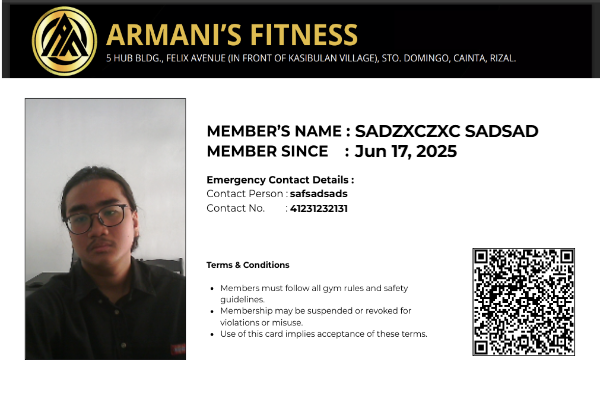 ARMANI'S FITNESS
5 HUB BLDG., FELIX AVENUE (IN FRONT OF KASIBULAN VILLAGE), STO. DOMINGO, CAINTA, RIZAL.
MEMBER'S NAME : SADZXCZXC SADSAD
MEMBER SINCE : Jun 17, 2025
Emergency Contact Details :
Contact Person : safsadsads
Contact No. : 41231232131
Terms & Conditions
• Members must follow all gym rules and safety
guidelines.
• Membership may be suspended or revoked for
violations or misuse.
• Use of this card implies acceptance of these terms.